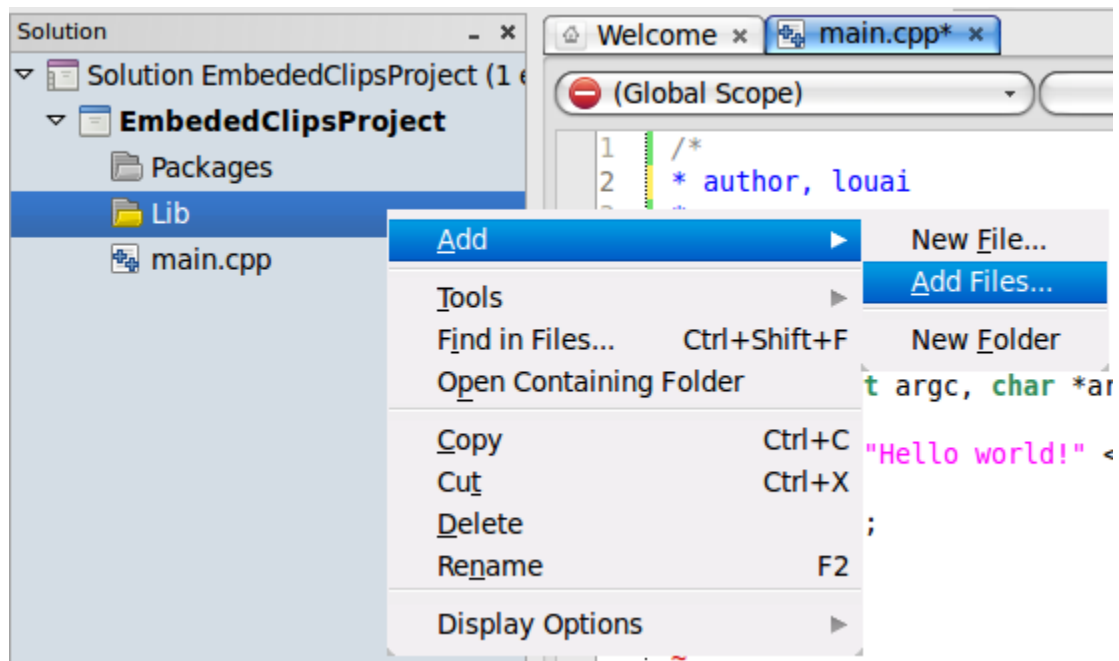 Solution
Welcome
main.cpp*
Solution EmbededClipsProject (1
(Global Scope)
EmbededClipsProject
Packages
Lib
main.cpp
1 /*
2 * author, louai
*
Add
New File...
Add Files...
New Folder
Tools
Find in Files... Ctrl+Shift+F
Open Containing Folder
Copy Ctrl+C
Cut Ctrl+X
Delete
Rename F2
Display Options
t argc, char *ar
"Hello world!" <
;
~